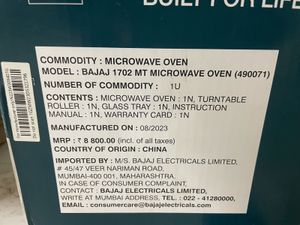 BUILT FOR LIFE
COMMODITY : MICROWAVE OVEN
MODEL : BAJAJ 1702 MT MICROWAVE OVEN (490071)
NUMBER OF COMMODITY : 1U
CONTENTS : MICROWAVE OVEN : 1N, TURNTABLE
ROLLER : 1N, GLASS TRAY : 1N, INSTRUCTION
MANUAL : 1N, WARRANTY CARD : 1N
MANUFACTURED ON : 08/2023
MRP : ₹ 8 800.00 (incl. of all taxes)
COUNTRY OF ORIGIN : CHINA
IMPORTED BY : M/S. BAJAJ ELECTRICALS LIMITED,
# 45/47 VEER NARIMAN ROAD,
MUMBAI-400 001, MAHARASHTRA.
IN CASE OF CONSUMER COMPLAINT,
BAJAJ ELECTRICALS LIMITED,
WRITE TO MUMBAI ADDRESS. TEL NO. : 022 - 41280000.
EMAIL : consumercare@bajajelectricals.com